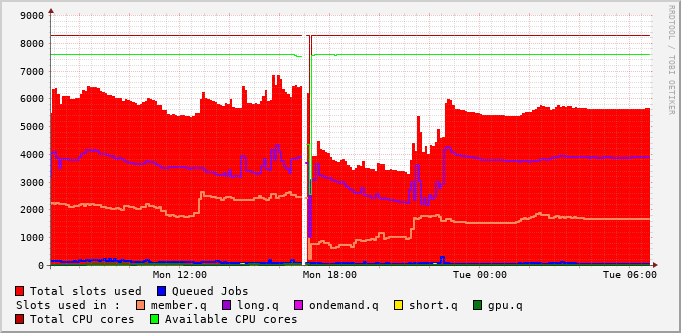 9000
8000
7000
6000
5000
4000
3000
2000
1000
0
Mon 12:00 Mon 18:00 Tue 00:00 Tue 06:00
RRDTOOL / TOBI OETIKER
Total slots used Queued Jobs
Slots used in : member.q long.q ondemand.q short.q gpu.q
Total CPU cores Available CPU cores